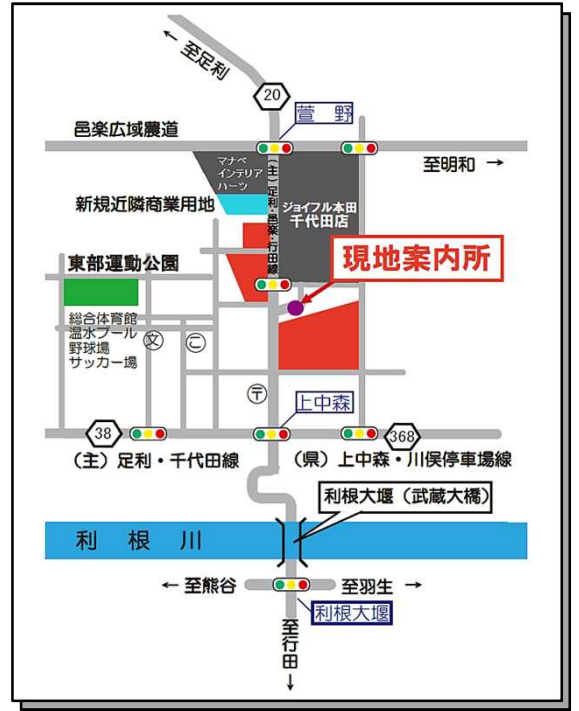 ← 至足利
20
萱 野
邑楽広域農道
至明和 →
マナベ
インテリア
ハーツ
新規近隣商業用地
(主)足利・邑楽・行田線
ジョイフル本田
千代田店
現地案内所
東部運動公園
総合体育館
温水プール
野球場
サッカー場
文
こ
〒
上中森
38
368
(主)足利・千代田線
(県)上中森・川俣停車場線
利根大堰(武蔵大橋)
利 根 川
← 至熊谷
至羽生 →
利根大堰
至行田 →